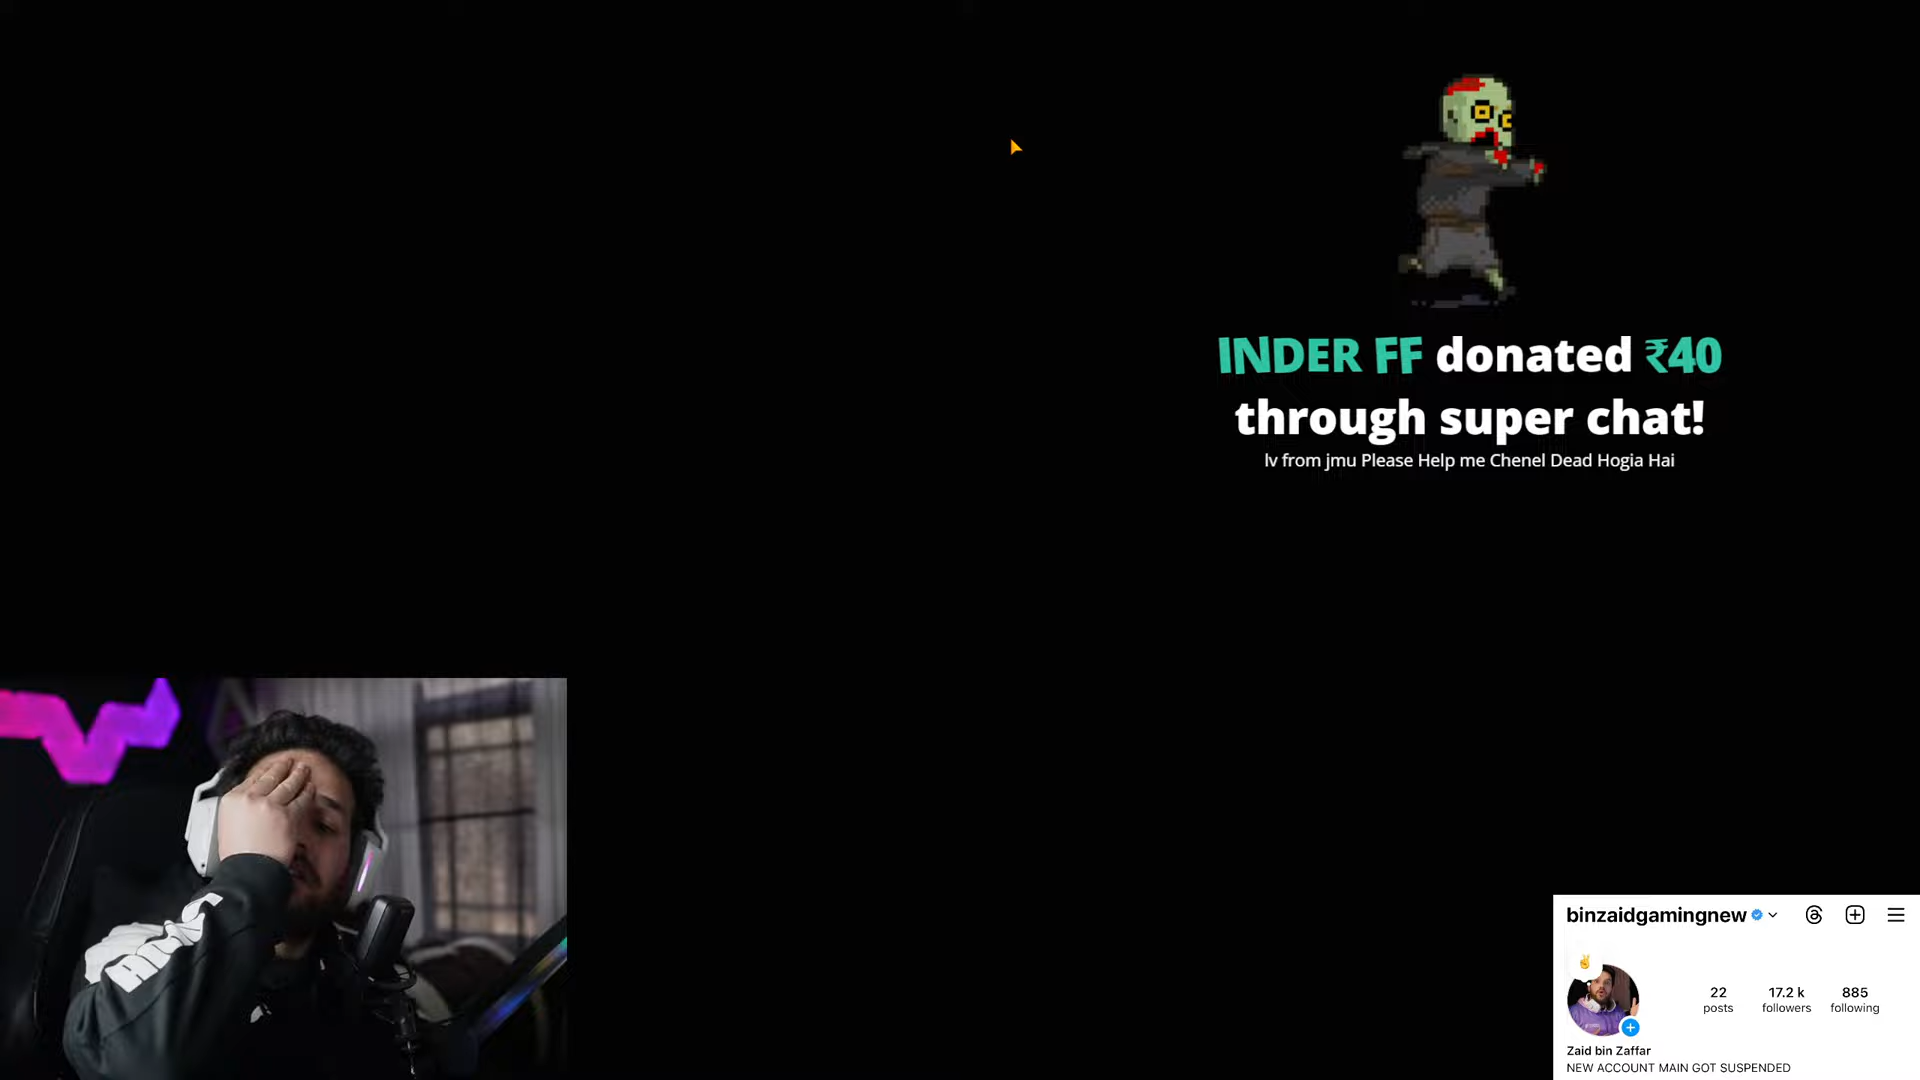 INDER FF donated ₹40
through super chat!
lv from jmu Please Help me Chenel Dead Hogia Hai
binzaidgamingnew
22
posts
17.2 k
followers
885
following
Zaid bin Zaffar
NEW ACCOUNT MAIN GOT SUSPENDED